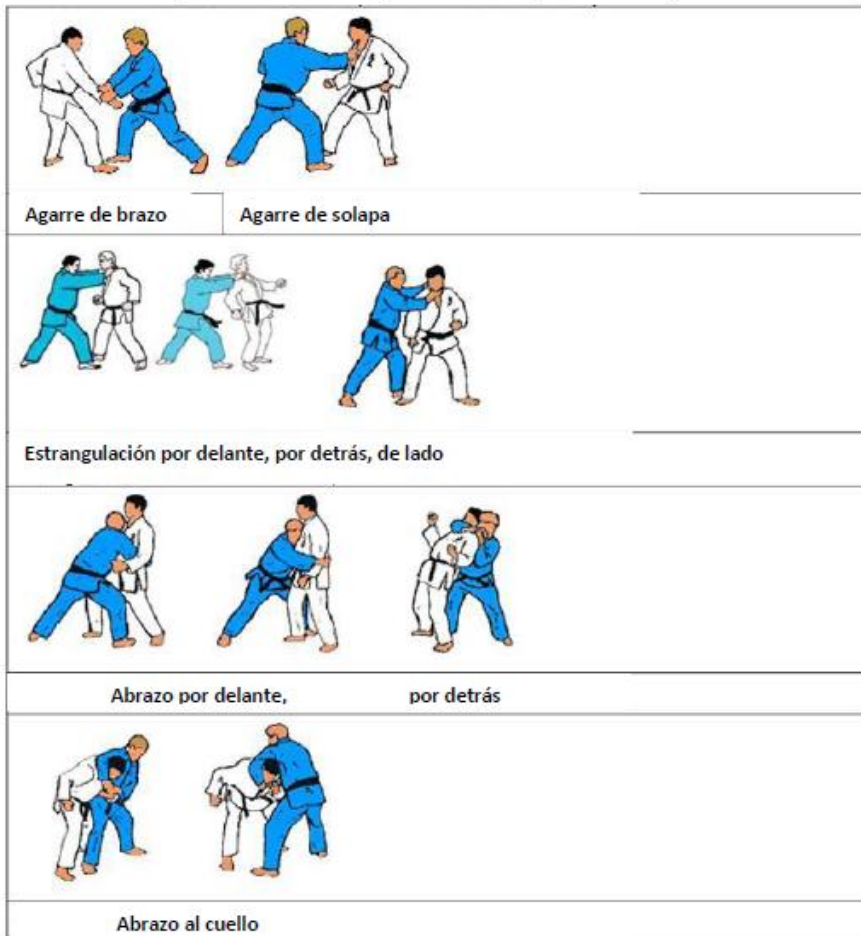 Agarre de brazo
Agarre de solapa
Estrangulación por delante, por detrás, de lado
Abrazo por delante, por detrás
Abrazo al cuello